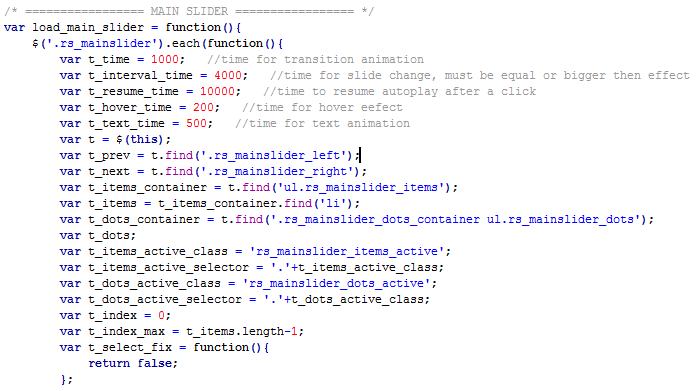 /* ================= MAIN SLIDER ================= */
var load_main_slider = function(){
    $('.rs_mainslider').each(function(){
        var t_time = 1000;   //time for transition animation
        var t_interval_time = 4000;   //time for slide change, must be equal or bigger then effect
        var t_resume_time = 10000;   //time to resume autoplay after a click
        var t_hover_time = 200;   //time for hover eefect
        var t_text_time = 500;   //time for text animation
        var t = $(this);
        var t_prev = t.find('.rs_mainslider_left');
        var t_next = t.find('.rs_mainslider_right');
        var t_items_container = t.find('ul.rs_mainslider_items');
        var t_items = t_items_container.find('li');
        var t_dots_container = t.find('.rs_mainslider_dots_container ul.rs_mainslider_dots');
        var t_dots;
        var t_items_active_class = 'rs_mainslider_items_active';
        var t_items_active_selector = '.'+t_items_active_class;
        var t_dots_active_class = 'rs_mainslider_dots_active';
        var t_dots_active_selector = '.'+t_dots_active_class;
        var t_index = 0;
        var t_index_max = t_items.length-1;
        var t_select_fix = function(){
            return false;
        };